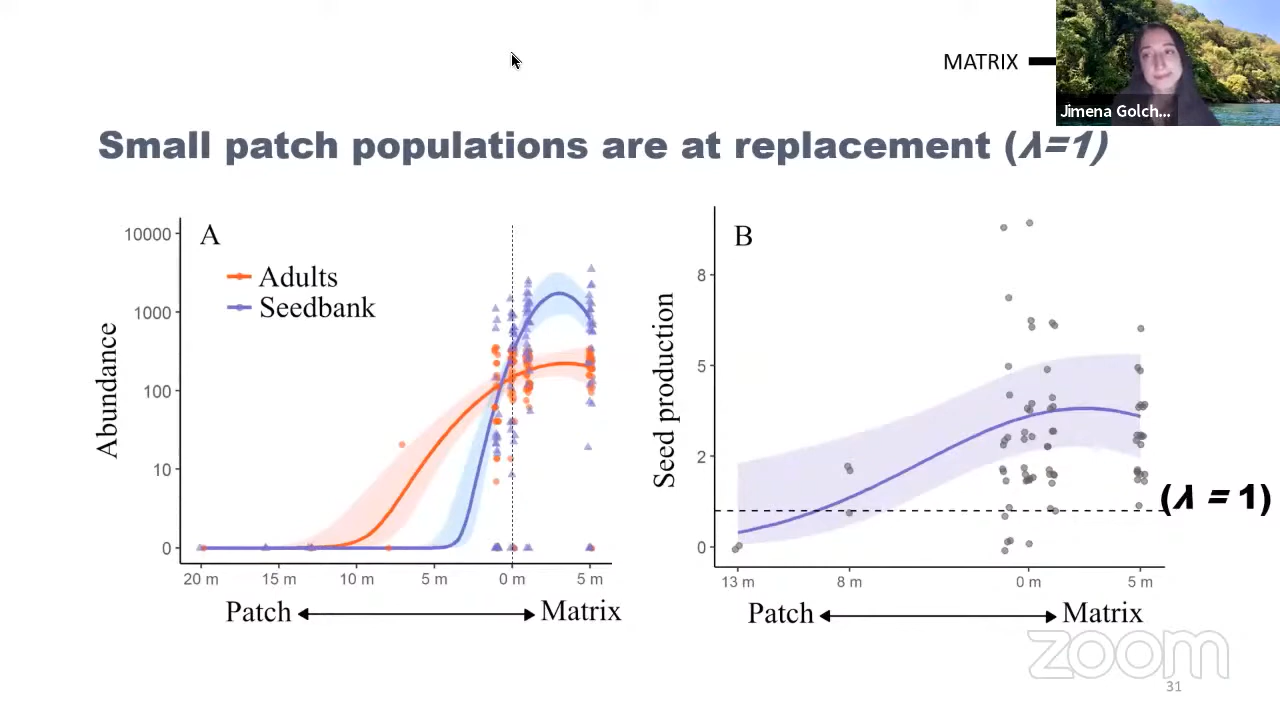 MATRIX
Jimena Golch...
Small patch populations are at replacement (λ=1)
A
Adults
Seedbank
Abundance
10000
1000
100
10
0
20 m
15 m
10 m
5 m
0 m
5 m
Patch
Matrix
B
Seed production
8
5
2
0
(λ = 1)
13 m
8 m
0 m
5 m
Patch
Matrix
zoom
31